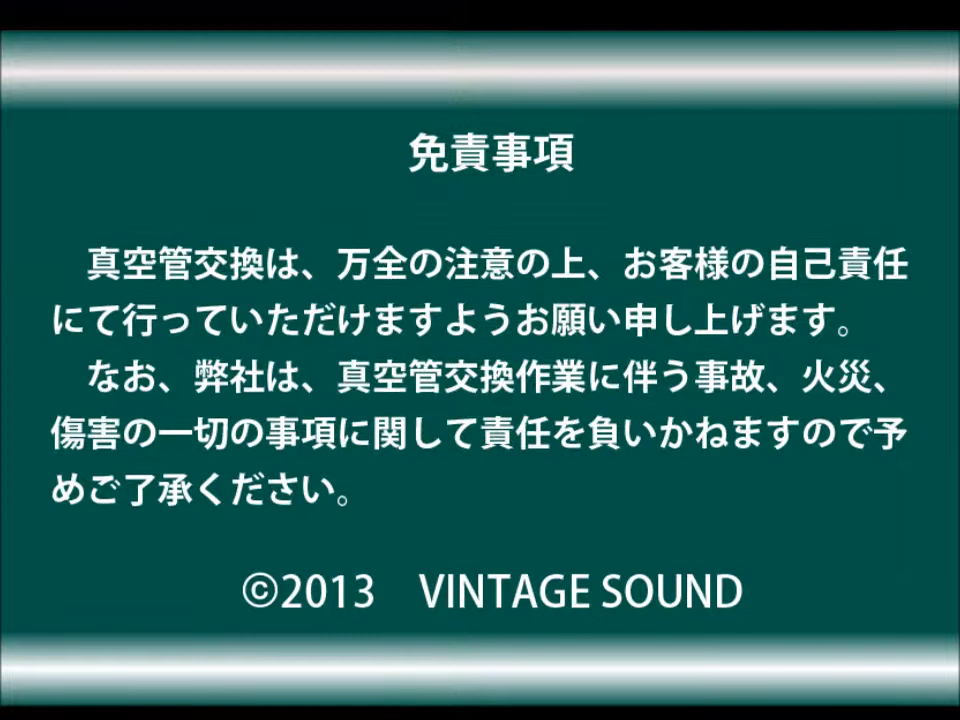 免責事項
　真空管交換は、万全の注意の上、お客様の自己責任
にて行っていただけますようお願い申し上げます。
　なお、弊社は、真空管交換作業に伴う事故、火災、
傷害の一切の事項に関して責任を負いかねますので予
めご了承ください。
©2013　VINTAGE SOUND